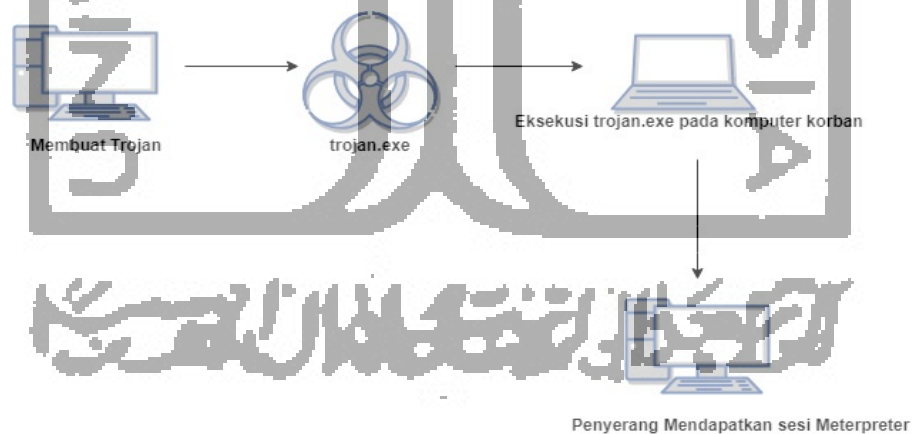 Membuat Trojan
trojan.exe
Eksekusi trojan.exe pada komputer korban
Penyerang Mendapatkan sesi Meterpreter